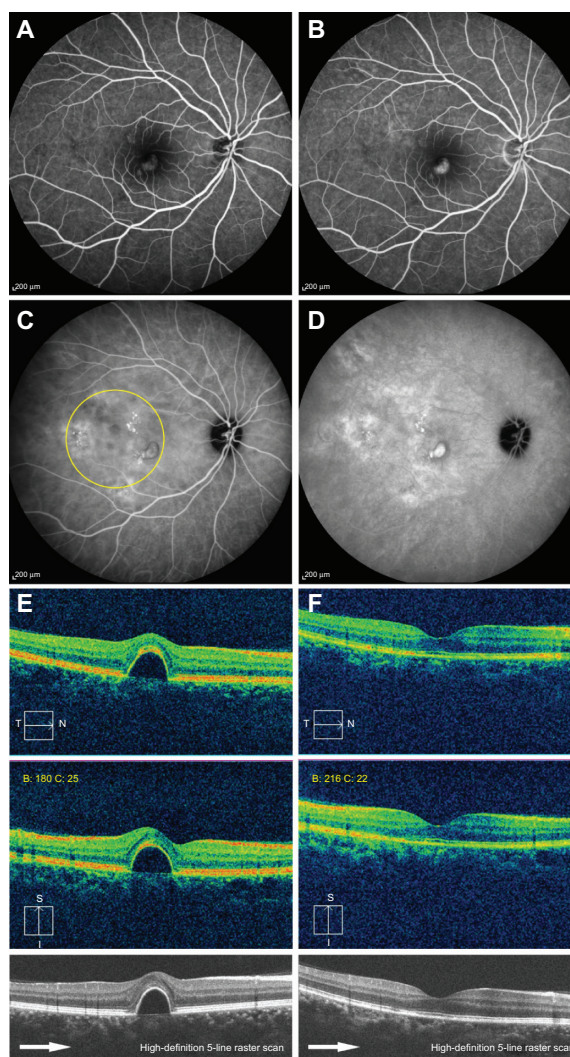 A
B
200 μm
200 μm
C
D
200 μm
200 μm
E
F
T N
T N
B: 180 C: 25
B: 216 C: 22
S
I
S
I
High-definition 5-line raster scan
High-definition 5-line raster scan